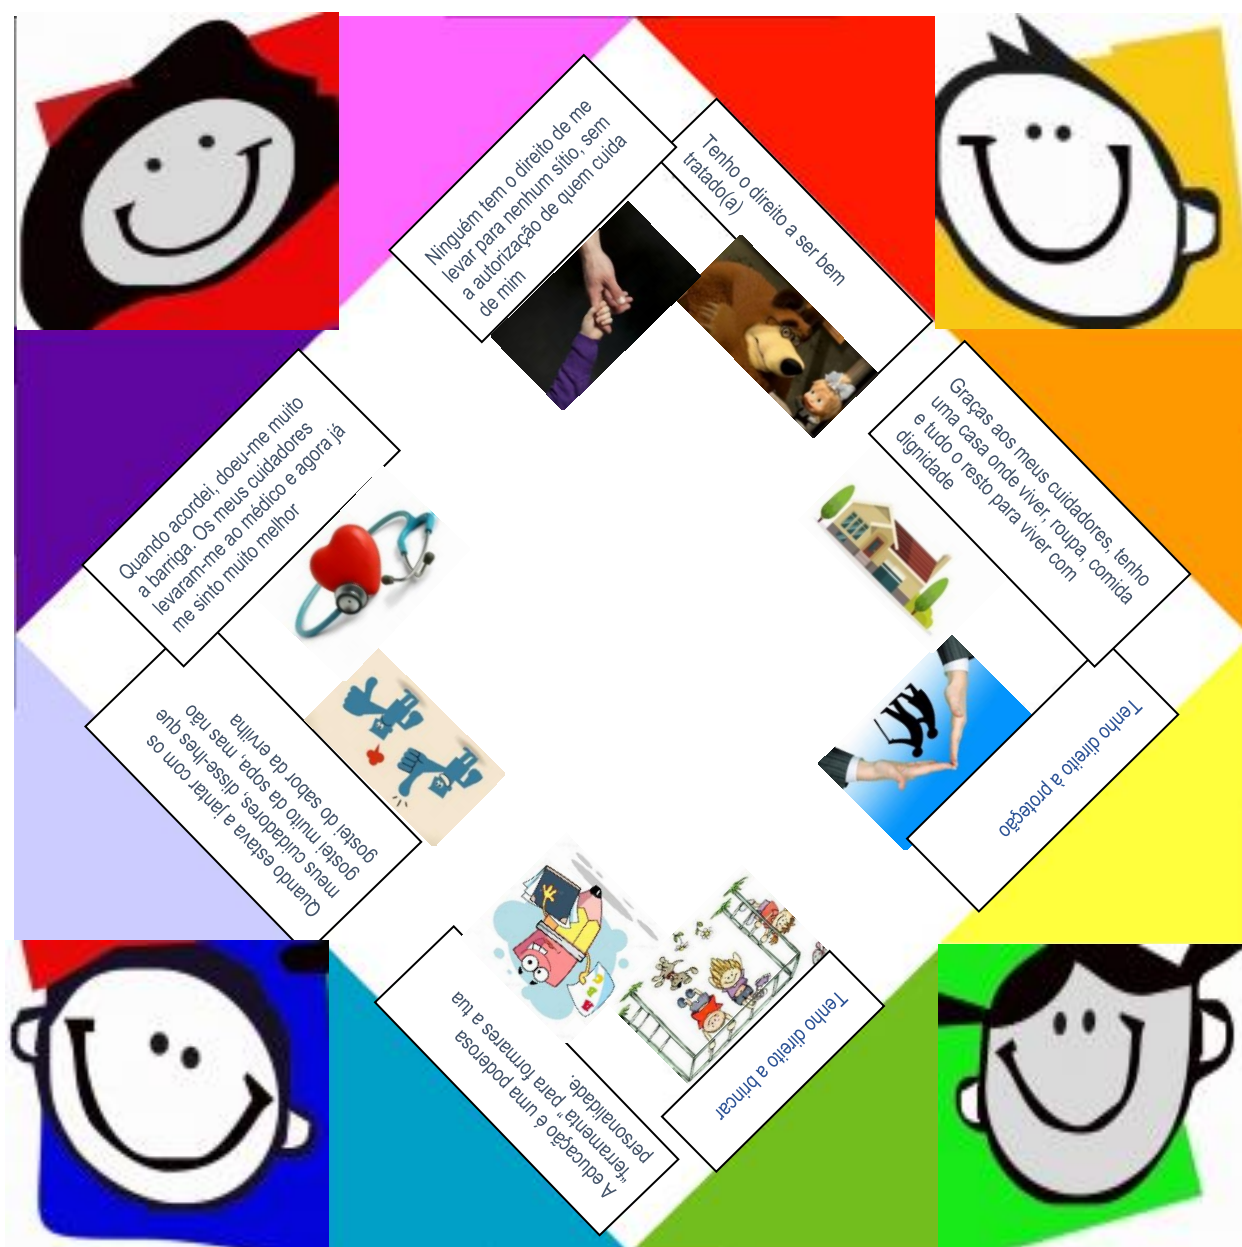 Ninguém tem o direito de me
levar para nenhum sítio, sem
a autorização de quem cuida
de mim
Tenho o direito a ser bem
tratado(a)
Graças aos meus cuidadores, tenho
uma casa onde viver, roupa, comida
e tudo o resto para viver com
dignidade
Tenho direito à proteção
Tenho direito a brincar
A educação é uma poderosa
“ferramenta” para formares a tua
personalidade.
Quando estava a jantar com os
meus cuidadores, disse-lhes que
gostei muito da sopa, mas não
gostei do sabor da ervilha
Quando acordei, doeu-me muito
a barriga. Os meus cuidadores
levaram-me ao médico e agora já
me sinto muito melhor